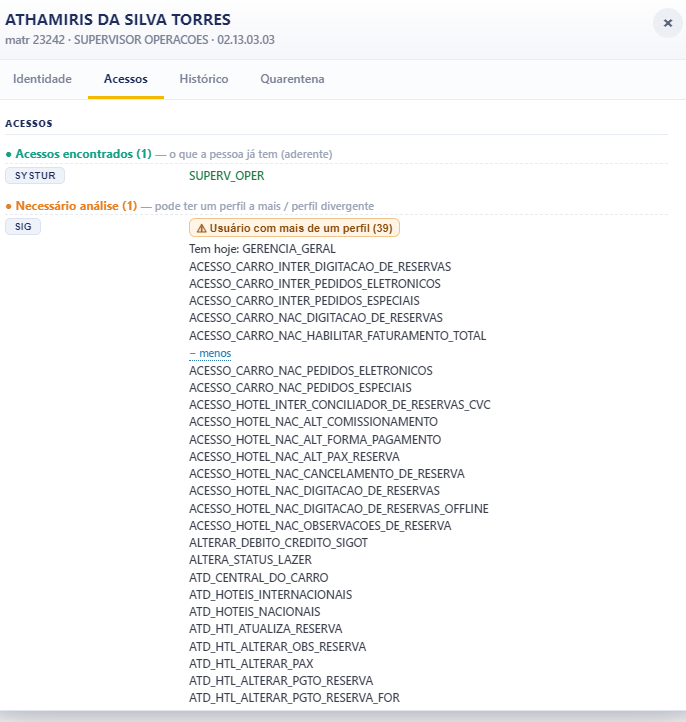 ATHAMIRIS DA SILVA TORRES
matr 23242 · SUPERVISOR OPERACOES · 02.13.03.03
×
Identidade Acessos Histórico Quarentena
ACESSOS
• Acessos encontrados (1) — o que a pessoa já tem (aderente)
SYSTUR SUPERV_OPER
• Necessário análise (1) — pode ter um perfil a mais / perfil divergente
SIG ⚠ Usuário com mais de um perfil (39)
Tem hoje: GERENCIA_GERAL
ACESSO_CARRO_INTER_DIGITACAO_DE_RESERVAS
ACESSO_CARRO_INTER_PEDIDOS_ELETRONICOS
ACESSO_CARRO_INTER_PEDIDOS_ESPECIAIS
ACESSO_CARRO_NAC_DIGITACAO_DE_RESERVAS
ACESSO_CARRO_NAC_HABILITAR_FATURAMENTO_TOTAL
− menos
ACESSO_CARRO_NAC_PEDIDOS_ELETRONICOS
ACESSO_CARRO_NAC_PEDIDOS_ESPECIAIS
ACESSO_HOTEL_INTER_CONCILIADOR_DE_RESERVAS_CVC
ACESSO_HOTEL_NAC_ALT_COMISSIONAMENTO
ACESSO_HOTEL_NAC_ALT_FORMA_PAGAMENTO
ACESSO_HOTEL_NAC_ALT_PAX_RESERVA
ACESSO_HOTEL_NAC_CANCELAMENTO_DE_RESERVA
ACESSO_HOTEL_NAC_DIGITACAO_DE_RESERVAS
ACESSO_HOTEL_NAC_DIGITACAO_DE_RESERVAS_OFFLINE
ACESSO_HOTEL_NAC_OBSERVACOES_DE_RESERVA
ALTERAR_DEBITO_CREDITO_SIGOT
ALTERA_STATUS_LAZER
ATD_CENTRAL_DO_CARRO
ATD_HOTEIS_INTERNACIONAIS
ATD_HOTEIS_NACIONAIS
ATD_HTI_ATUALIZA_RESERVA
ATD_HTL_ALTERAR_OBS_RESERVA
ATD_HTL_ALTERAR_PAX
ATD_HTL_ALTERAR_PGTO_RESERVA
ATD_HTL_ALTERAR_PGTO_RESERVA_FOR